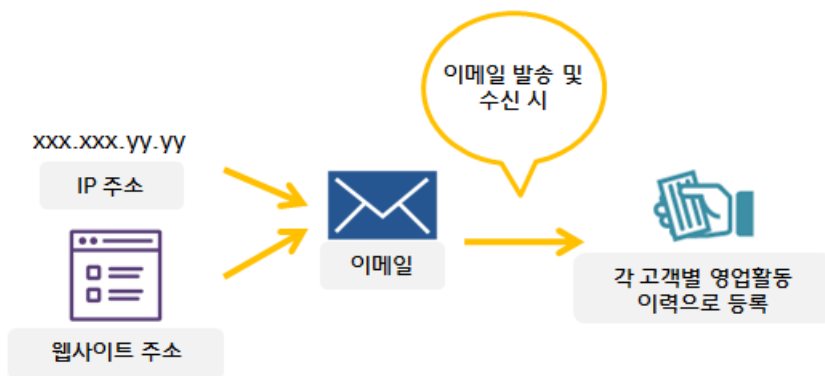 이메일 발송 및
수신 시
xxx.xxx.yy.yy
IP 주소
이메일
각 고객별 영업활동
이력으로 등록
웹사이트 주소